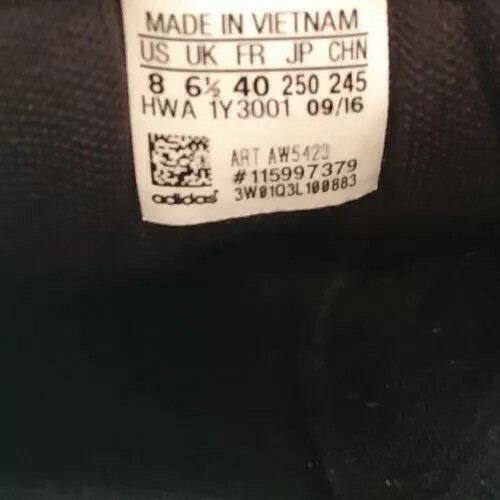 MADE IN VIETNAM
US UK FR JP CHN
8 6½ 40 250 245
HWA 1Y3001 09/16
ART AW5423
#115997379
3W01Q3L100883
adidas